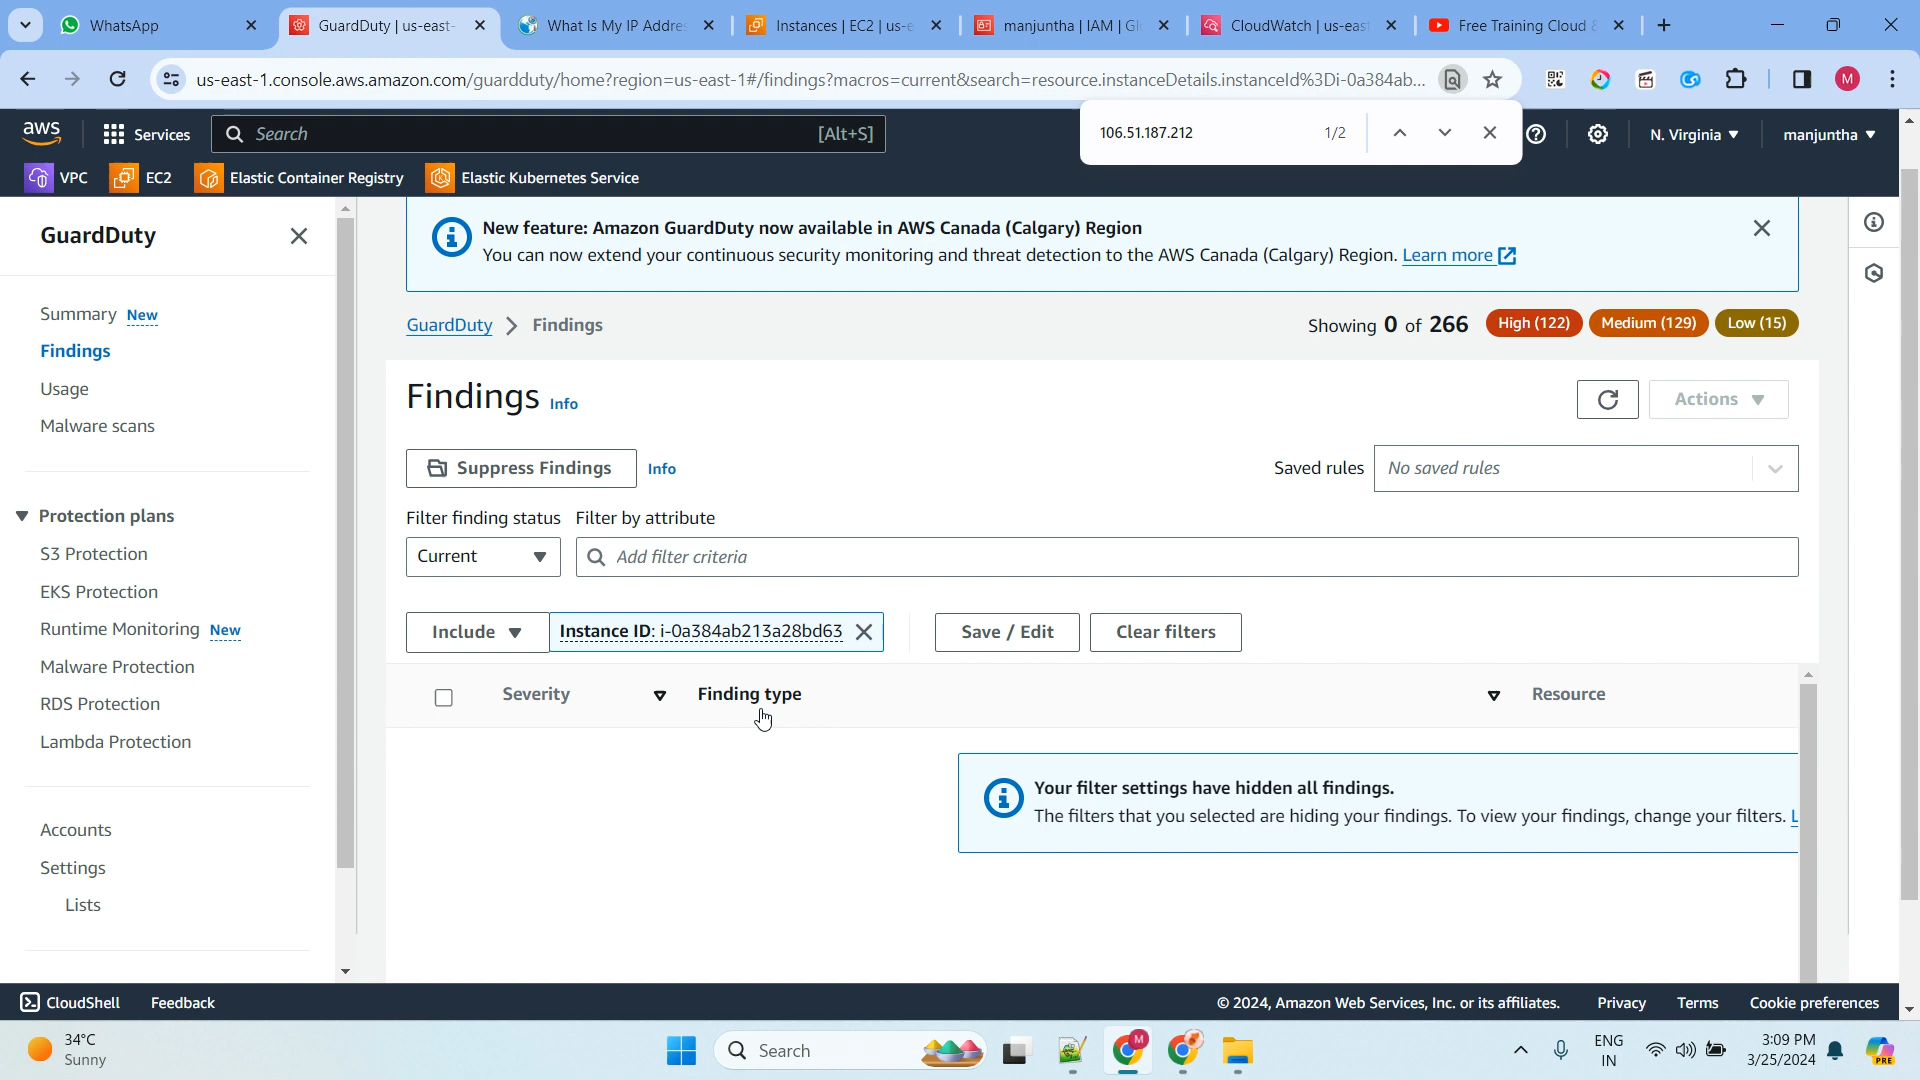 WhatsApp
GuardDuty | us-east-
What Is My IP Addres
Instances | EC2 | us-e
manjuntha | IAM | Gl
CloudWatch | us-east
Free Training Cloud &
us-east-1.console.aws.amazon.com/guardduty/home?region=us-east-1#/findings?macros=current&search=resource.instanceDetails.instanceId%3Di-0a384ab...
M
106.51.187.212
1/2
aws
Services
Search
[Alt+S]
N. Virginia
manjuntha
VPC
EC2
Elastic Container Registry
Elastic Kubernetes Service
GuardDuty
Summary New
Findings
Usage
Malware scans
Protection plans
S3 Protection
EKS Protection
Runtime Monitoring New
Malware Protection
RDS Protection
Lambda Protection
Accounts
Settings
Lists
New feature: Amazon GuardDuty now available in AWS Canada (Calgary) Region
You can now extend your continuous security monitoring and threat detection to the AWS Canada (Calgary) Region. Learn more
GuardDuty
Findings
Showing 0 of 266
High (122)
Medium (129)
Low (15)
Findings Info
Actions
Suppress Findings
Info
Saved rules
No saved rules
Filter finding status
Filter by attribute
Current
Add filter criteria
Include
Instance ID: i-0a384ab213a28bd63
Save / Edit
Clear filters
Severity
Finding type
Resource
Your filter settings have hidden all findings.
The filters that you selected are hiding your findings. To view your findings, change your filters. L
CloudShell
Feedback
© 2024, Amazon Web Services, Inc. or its affiliates.
Privacy
Terms
Cookie preferences
34°C
Sunny
Search
M
ENG
IN
3:09 PM
3/25/2024
PRE